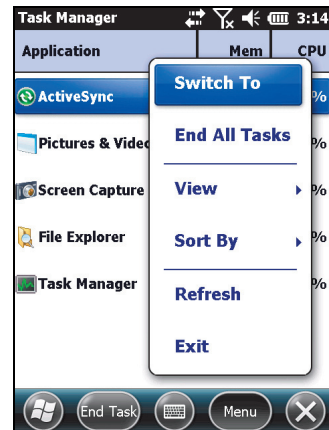 Task Manager 3:14
Application Mem CPU
Switch To
ActiveSync %
End All Tasks
Pictures & Videc %
View
Screen Capture %
Sort By
File Explorer %
Refresh
Task Manager %
Exit
End Task Menu